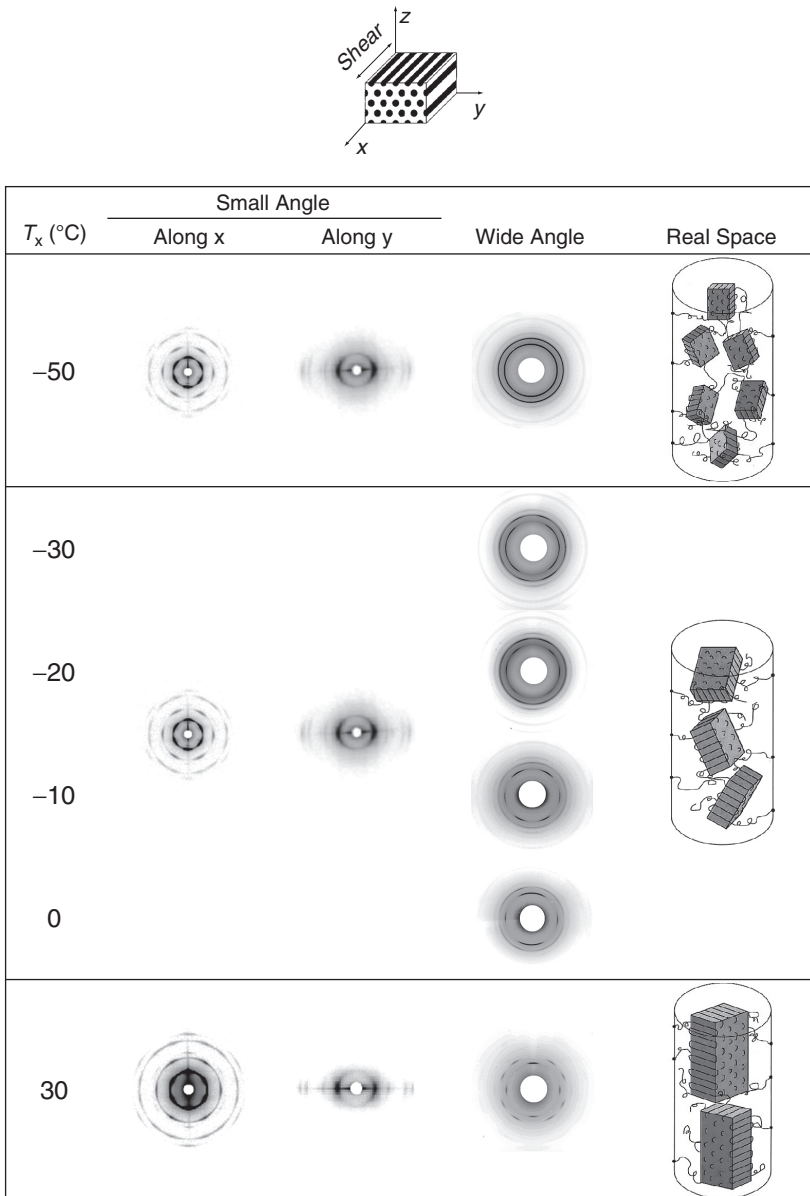 z
Shear
y
x
Small Angle
Tx (°C) Along x Along y Wide Angle Real Space
–50
–30
–20
–10
0
30